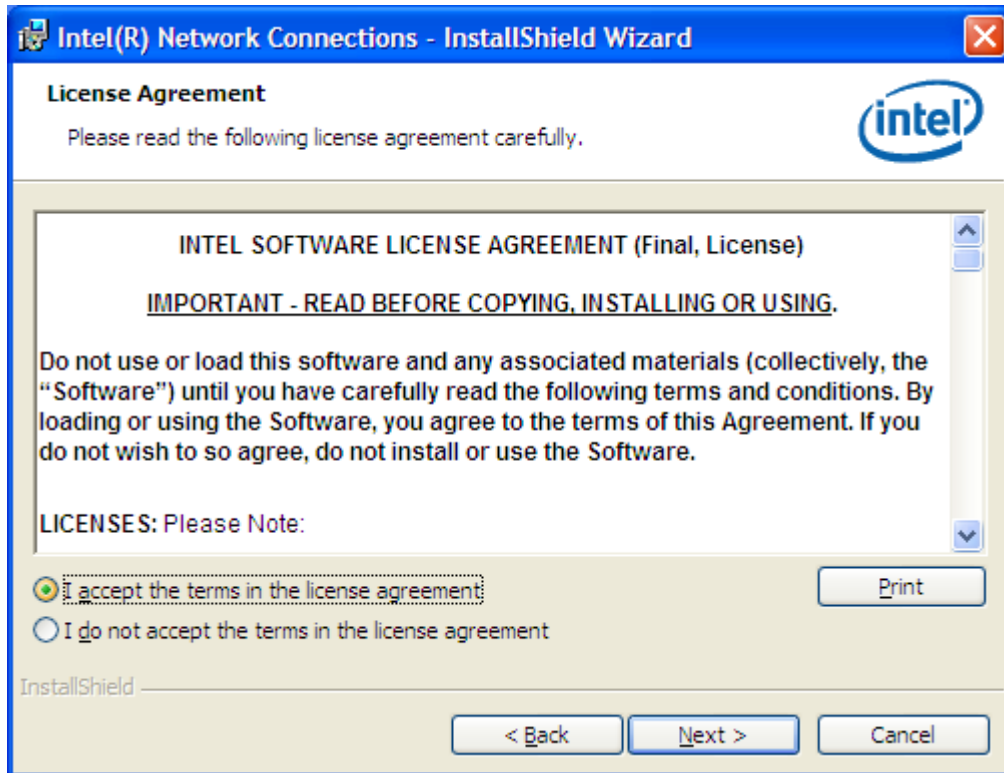 Intel(R) Network Connections - InstallShield Wizard
License Agreement
Please read the following license agreement carefully.
intel
INTEL SOFTWARE LICENSE AGREEMENT (Final, License)
IMPORTANT - READ BEFORE COPYING, INSTALLING OR USING.
Do not use or load this software and any associated materials (collectively, the
“Software”) until you have carefully read the following terms and conditions. By
loading or using the Software, you agree to the terms of this Agreement. If you
do not wish to so agree, do not install or use the Software.
LICENSES: Please Note:
I accept the terms in the license agreement
Print
I do not accept the terms in the license agreement
InstallShield
< Back
Next >
Cancel